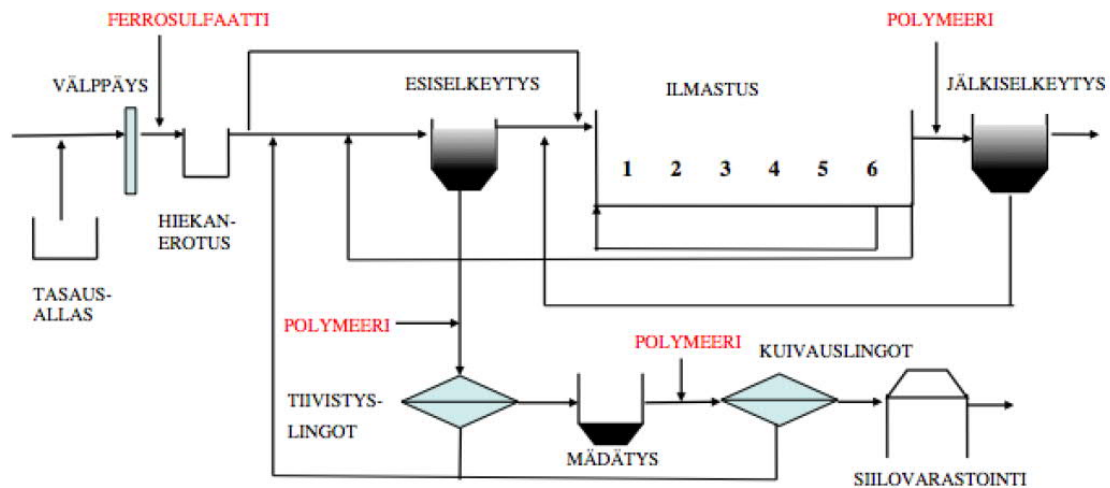 FERROSULFAATTI
POLYMEERI
VÄLPPÄYS
ESISELKEYTYS
ILMASTUS
JÄLKISELKEYTYS
1 2 3 4 5 6
HIEKAN-
EROTUS
TASAUS-
ALLAS
POLYMEERI
POLYMEERI
KUIVAUSLINGOT
TIIVISTYS-
LINGOT
MÄDÄTYS
SIILOVARASTOINTI